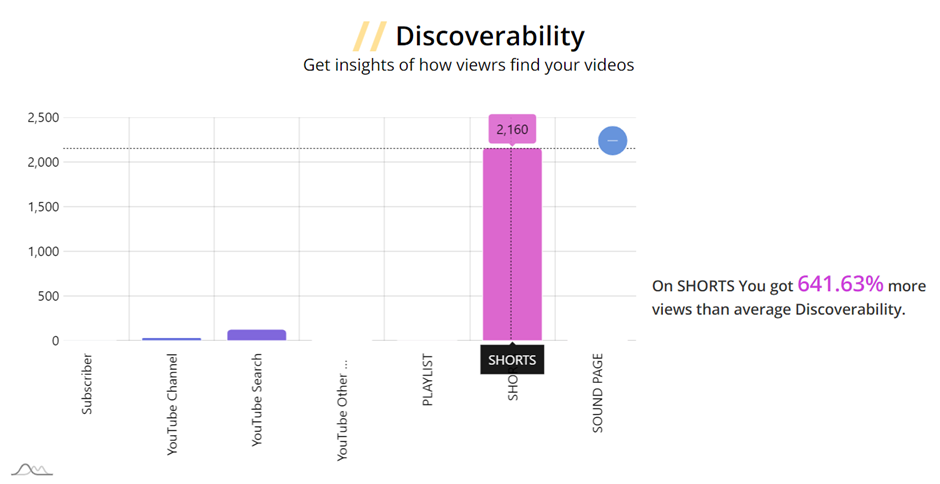 // Discoverability
Get insights of how viewrs find your videos
2,500
2,160
2,000
1,500
1,000
500
0
On SHORTS You got 641.63% more
views than average Discoverability.
Subscriber
YouTube Channel
YouTube Search
YouTube Other ...
PLAYLIST
SHORTS
SOUND PAGE